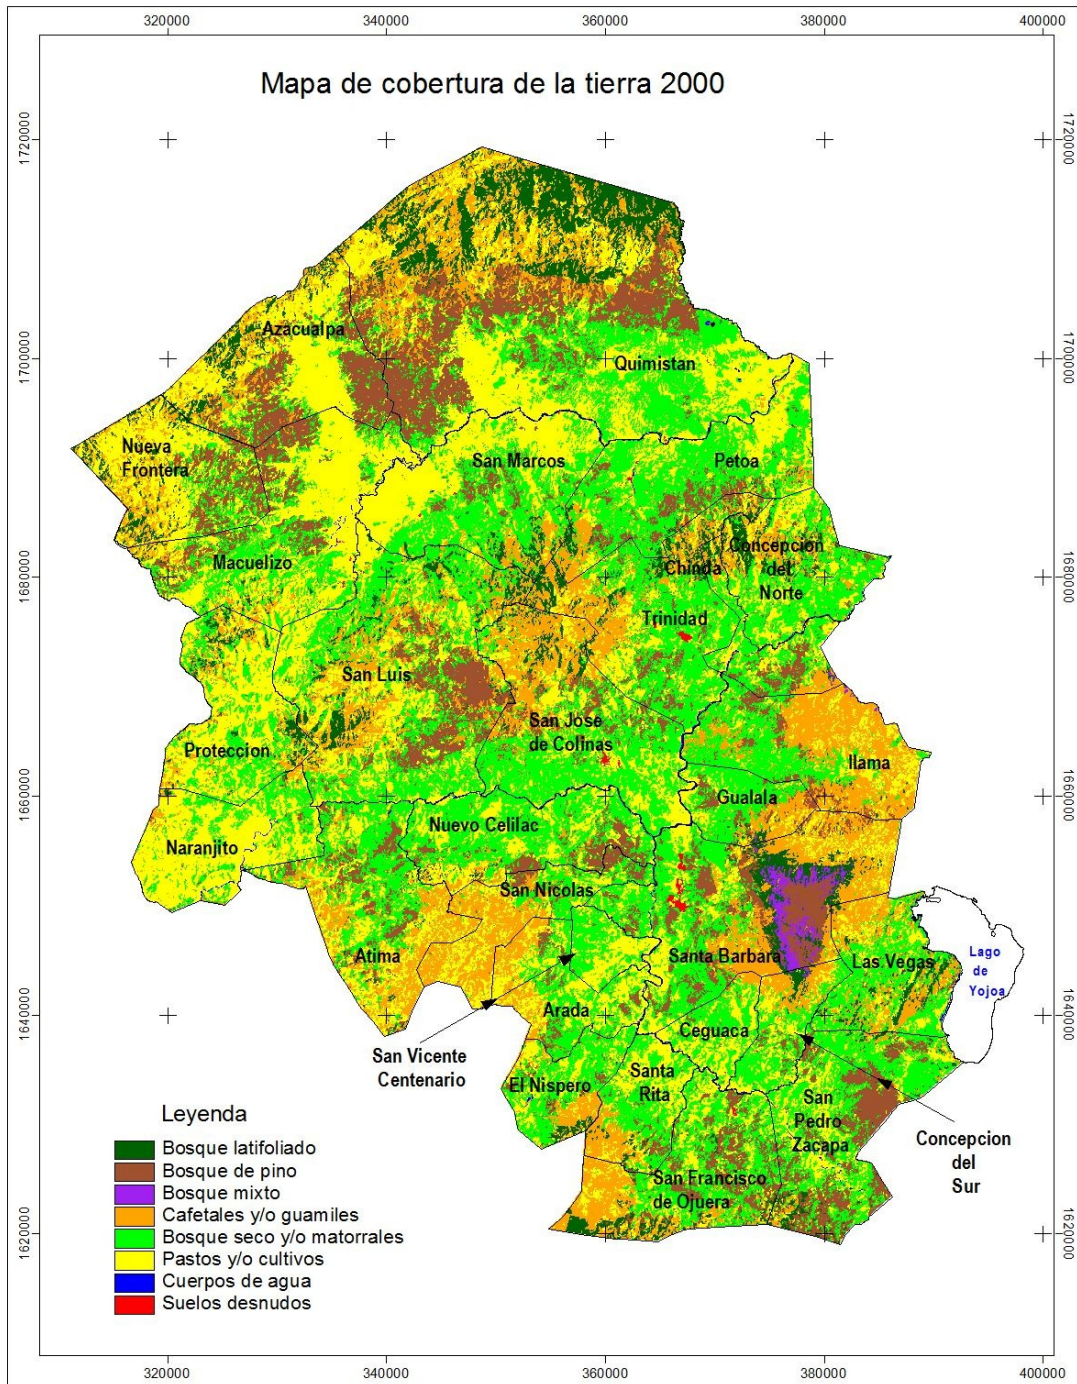 320000 340000 360000 380000 400000
Mapa de cobertura de la tierra 2000
1720000 1720000
Azacualpa
1700000 1700000
Quimistan
Nueva
Frontera
San Marcos
Petoa
Macuelizo
Chinda
Concepcion
del
Norte
1680000 1680000
Trinidad
San Luis
San Jose
de Colinas
Proteccion
Ilama
1660000 1660000
Gualala
Nuevo Celilac
Naranjito
San Nicolas
Atima
Santa Barbara
Las Vegas
Lago
de
Yojoa
1640000 1640000
Arada
Ceguaca
San Vicente
Centenario
El Nispero
Santa
Rita
San
Pedro
Zacapa
Concepcion
del
Sur
San Francisco
de Ojuera
1620000 1620000
Leyenda
Bosque latifoliado
Bosque de pino
Bosque mixto
Cafetales y/o guamiles
Bosque seco y/o matorrales
Pastos y/o cultivos
Cuerpos de agua
Suelos desnudos
320000 340000 360000 380000 400000